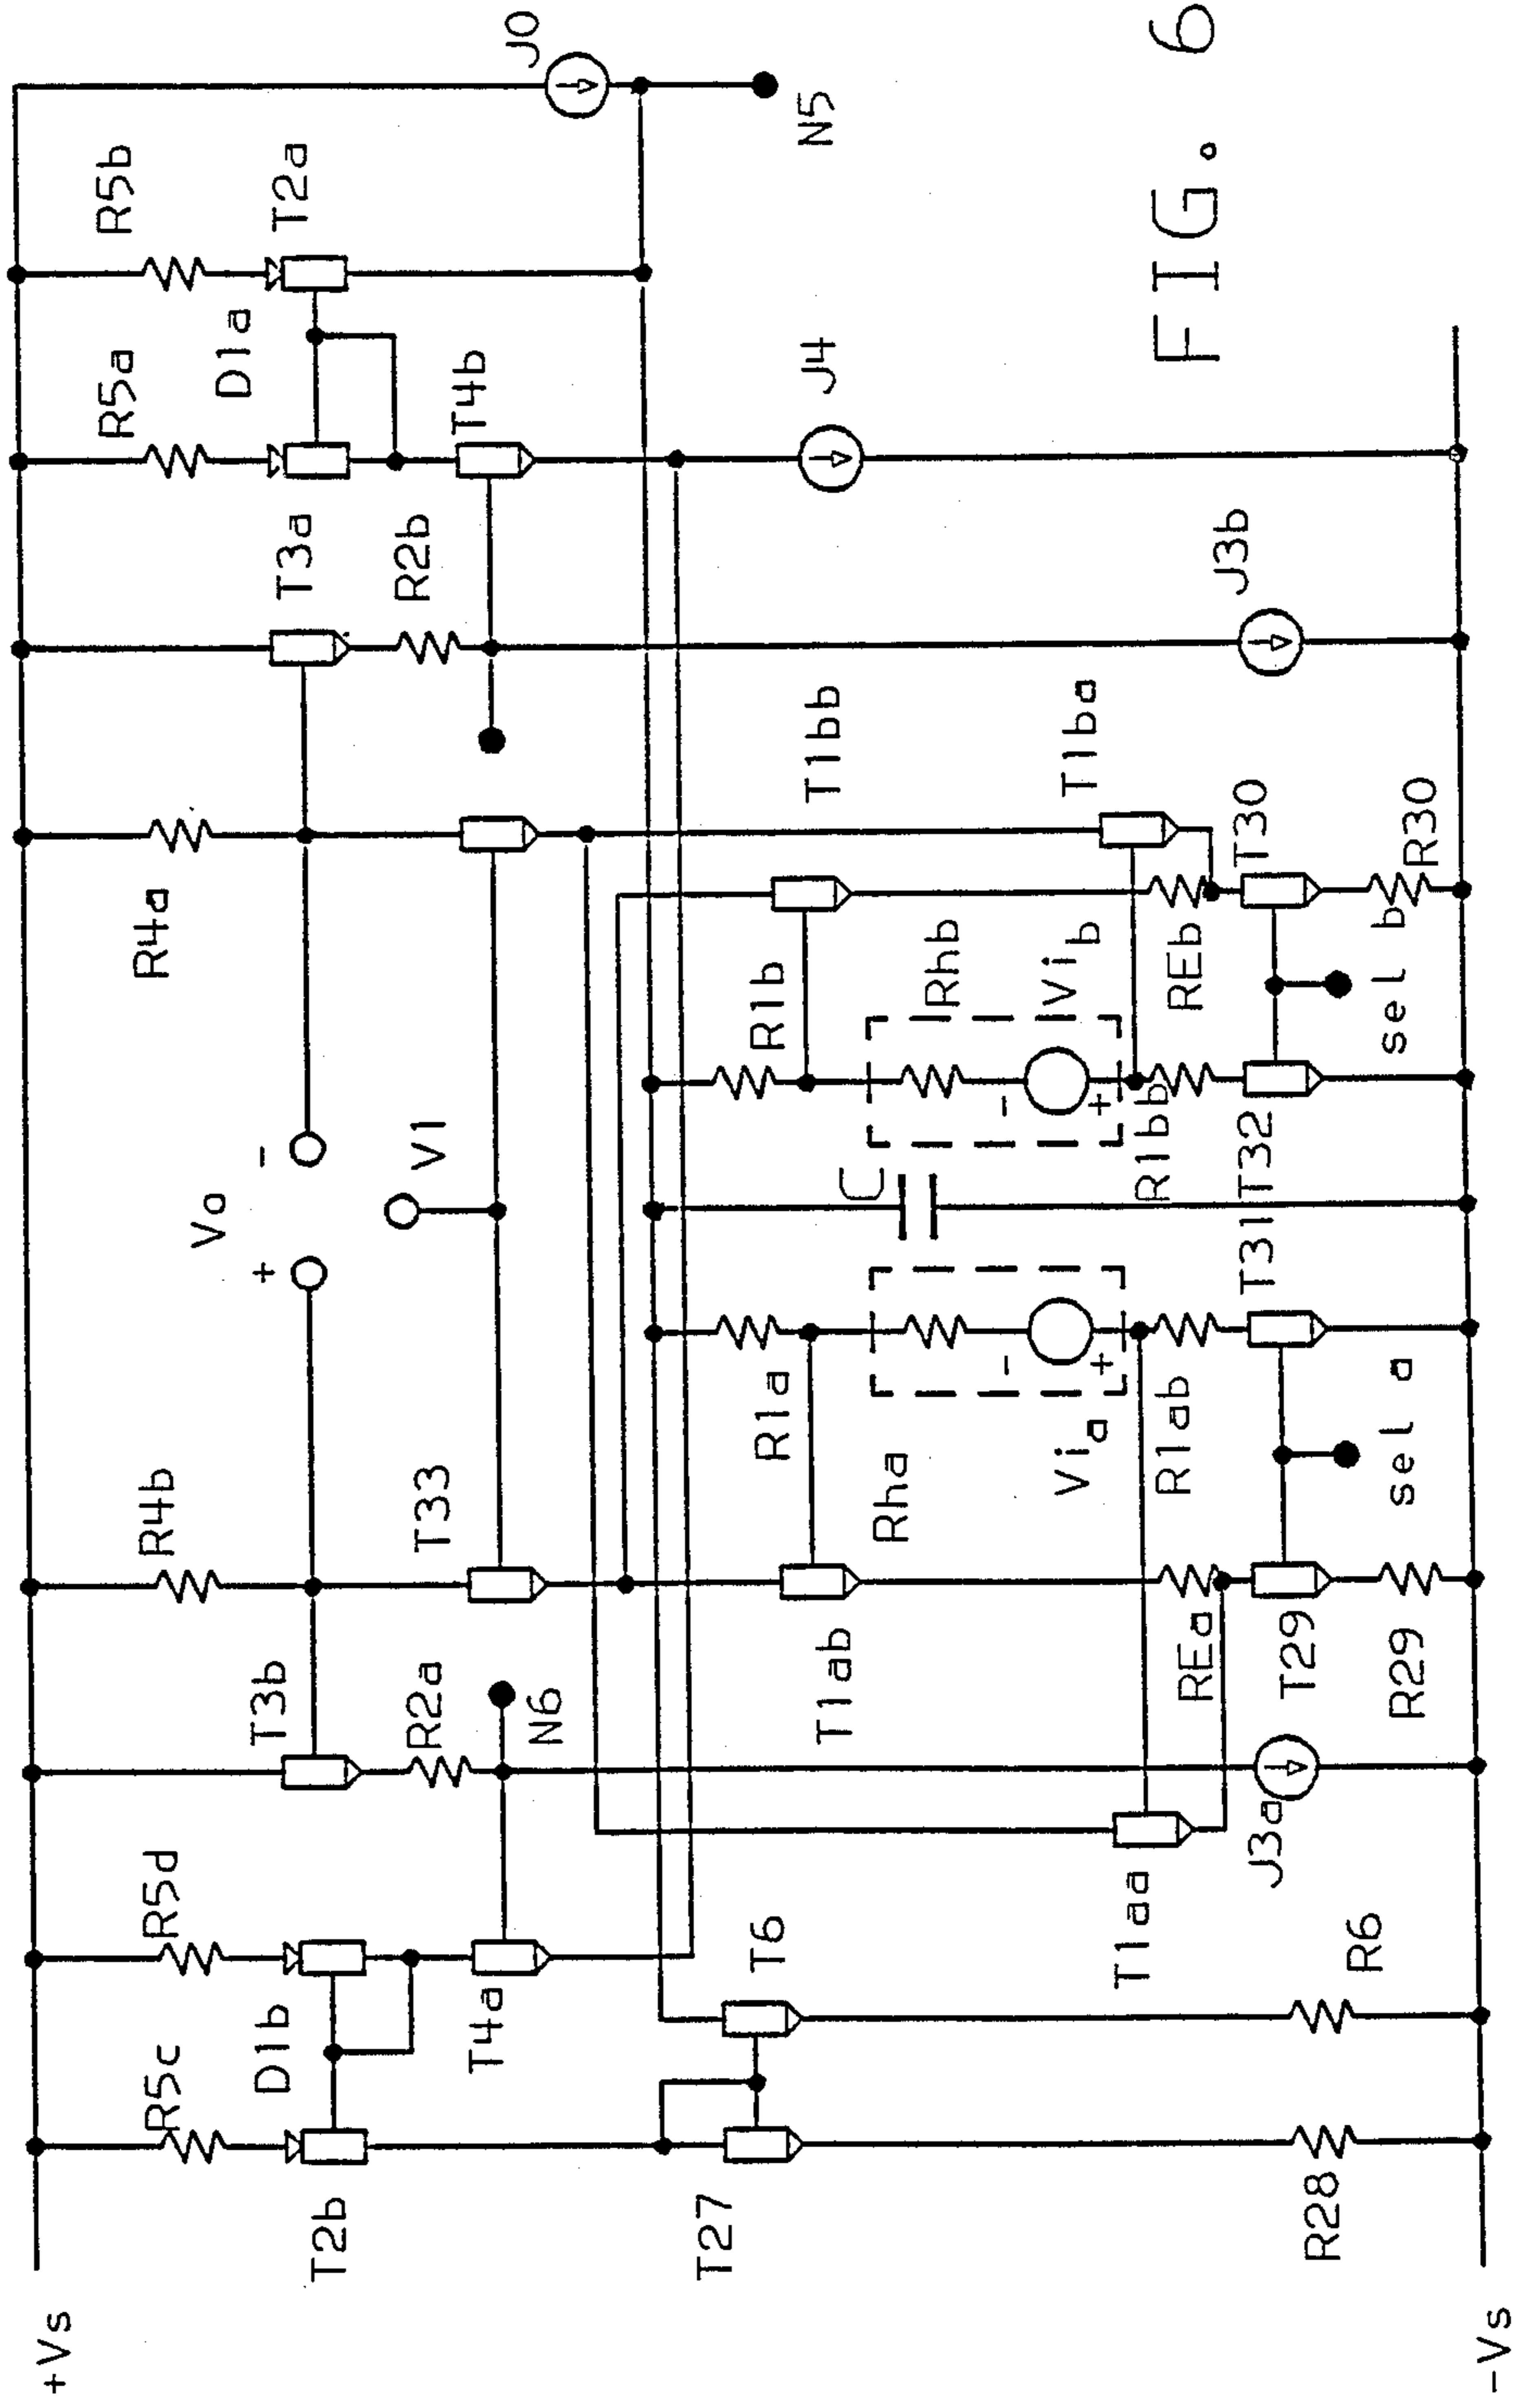 +Vs
R5c
R5d
R4b
R4a
R5a
R5b
D1b
T3b
+ Vo -
T3a
D1a
T2a
T2b
T4a
R2a
T33
V1
R2b
T4b
J0
N6
N5
T27
T6
T1ab
R1a
C
R1b
T1bb
J4
Rha
Rhb
- +
- +
Vi a
Vi b
T1aa
REa
R1ab
R1bb
REb
T1ba
J3a
T29
T31
T32
T30
J3b
sel a
sel b
R28
R6
R29
R30
-Vs
FIG. 6